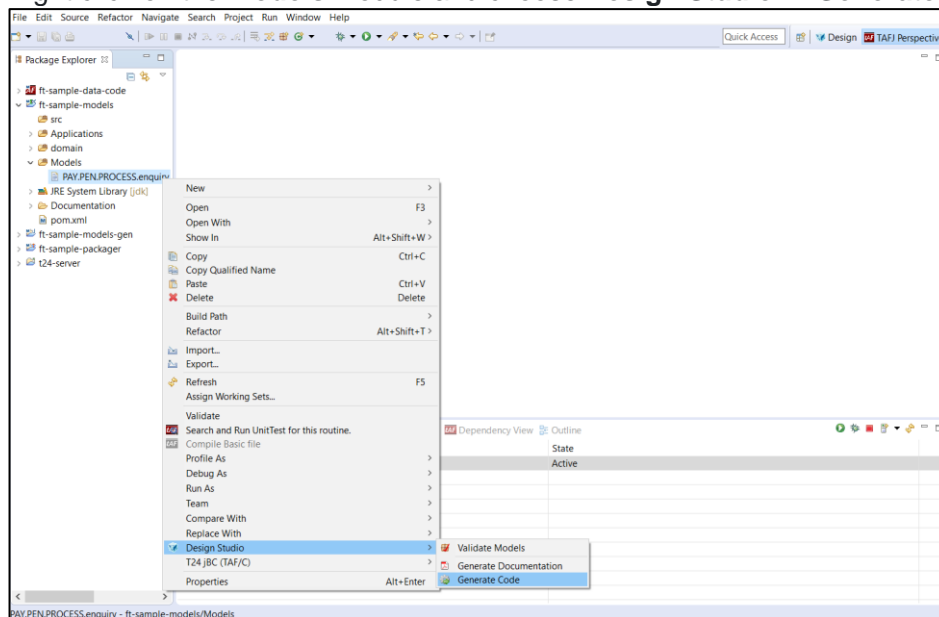 File Edit Source Refactor Navigate Search Project Run Window Help
Quick Access Design TAFJ Perspectiv
Package Explorer
ft-sample-data-code
ft-sample-models
src
Applications
domain
Models
PAY.PEN.PROCESS.enquiry
JRE System Library [jdk]
Documentation
pom.xml
ft-sample-models-gen
ft-sample-packager
t24-server
New
Open F3
Open With
Show In Alt+Shift+W
Copy Ctrl+C
Copy Qualified Name
Paste Ctrl+V
Delete Delete
Build Path
Refactor Alt+Shift+T
Import...
Export...
Refresh F5
Assign Working Sets...
Validate
Search and Run UnitTest for this routine.
Compile Basic file
Profile As
Debug As
Run As
Team
Compare With
Replace With
Design Studio
T24 jBC (TAF/C)
Properties Alt+Enter
Validate Models
Generate Documentation
Generate Code
Dependency View Outline
State
Active
PAY.PEN.PROCESS.enquiry - ft-sample-models/Models